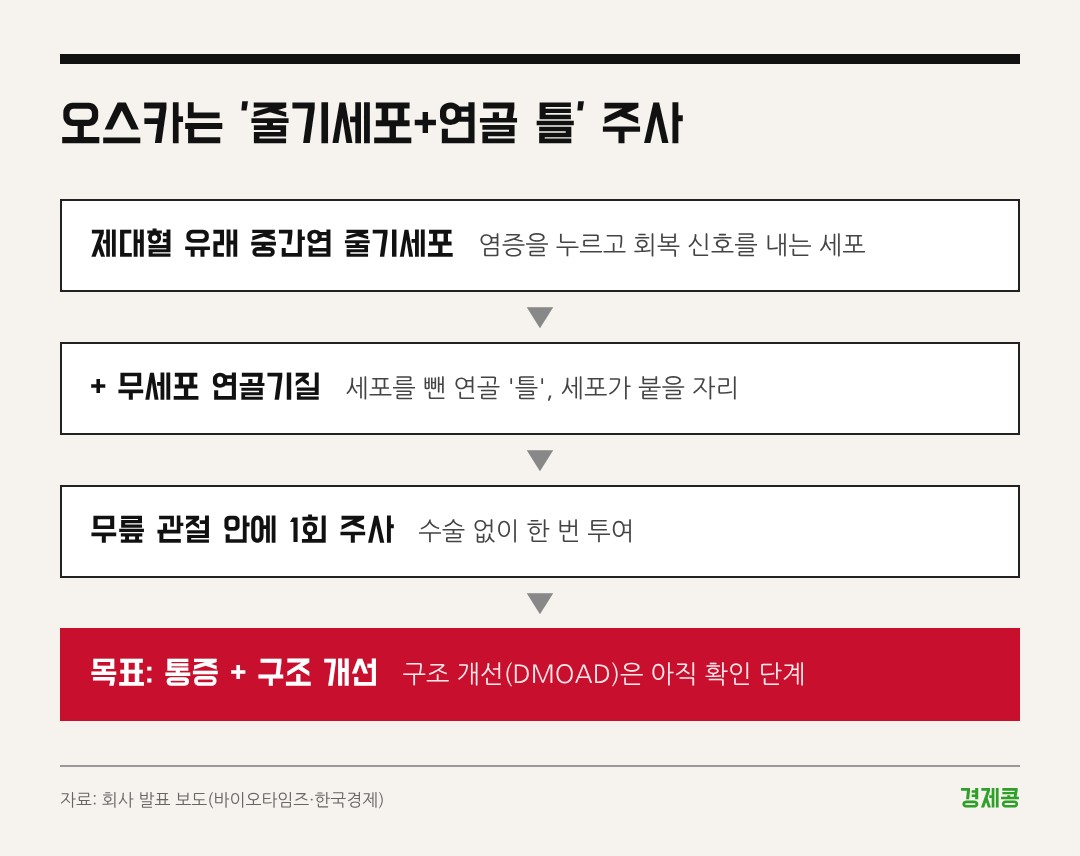 오스카는 '줄기세포+연골 틀' 주사
제대혈 유래 중간엽 줄기세포 염증을 누르고 회복 신호를 내는 세포
+ 무세포 연골기질 세포를 뺀 연골 '틀', 세포가 붙을 자리
무릎 관절 안에 1회 주사 수술 없이 한 번 투여
목표: 통증 + 구조 개선 구조 개선(DMOAD)은 아직 확인 단계
자료: 회사 발표 보도(바이오타임즈·한국경제)
경제콩